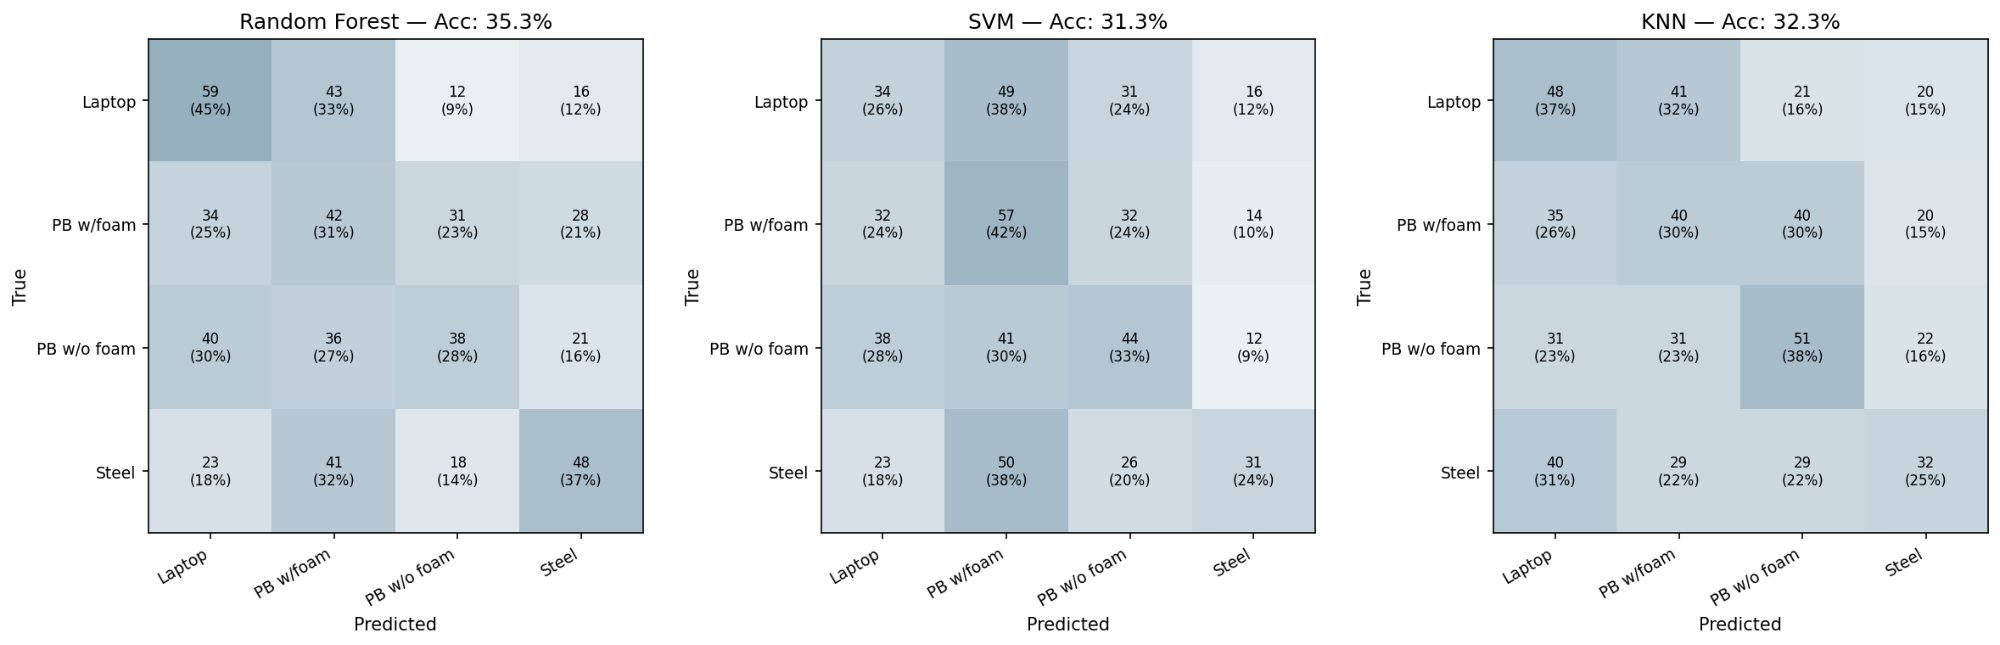 Random Forest — Acc: 35.3%
True
Laptop
59 43 12 16
(45%) (33%) (9%) (12%)
PB w/foam
34 42 31 28
(25%) (31%) (23%) (21%)
PB w/o foam
40 36 38 21
(30%) (27%) (28%) (16%)
Steel
23 41 18 48
(18%) (32%) (14%) (37%)
Laptop
PB w/foam
PB w/o foam
Steel
Predicted
SVM — Acc: 31.3%
True
Laptop
34 49 31 16
(26%) (38%) (24%) (12%)
PB w/foam
32 57 32 14
(24%) (42%) (24%) (10%)
PB w/o foam
38 41 44 12
(28%) (30%) (33%) (9%)
Steel
23 50 26 31
(18%) (38%) (20%) (24%)
Laptop
PB w/foam
PB w/o foam
Steel
Predicted
KNN — Acc: 32.3%
True
Laptop
48 41 21 20
(37%) (32%) (16%) (15%)
PB w/foam
35 40 40 20
(26%) (30%) (30%) (15%)
PB w/o foam
31 31 51 22
(23%) (23%) (38%) (16%)
Steel
40 29 29 32
(31%) (22%) (22%) (25%)
Laptop
PB w/foam
PB w/o foam
Steel
Predicted